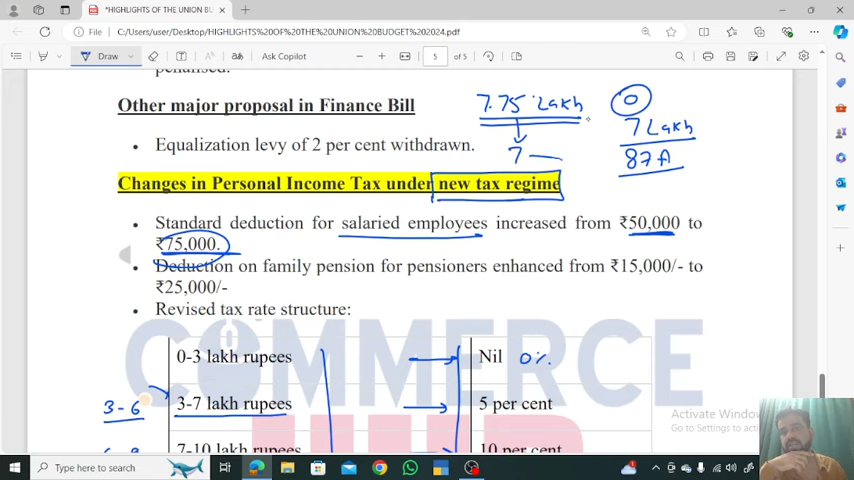 *HIGHLIGHTS OF THE UNION BU
File
C:/Users/user/Desktop/HIGHLIGHTS%20OF%20THE%20UNION%20BUDGET%202024.pdf
Draw
Ask Copilot
5 of 5
penalised.
Other major proposal in Finance Bill
7.75 Lakh
0
7 Lakh
• Equalization levy of 2 per cent withdrawn.
7
87A
Changes in Personal Income Tax under new tax regime
• Standard deduction for salaried employees increased from ₹50,000 to
₹75,000.
• Deduction on family pension for pensioners enhanced from ₹15,000/- to
₹25,000/-
• Revised tax rate structure:
COMMERCE
0-3 lakh rupees
Nil 0%.
3-6
3-7 lakh rupees
5 per cent
Activate Window
Go to Settings to acti
7-10 lakh rupees
10 per cent
Type here to search